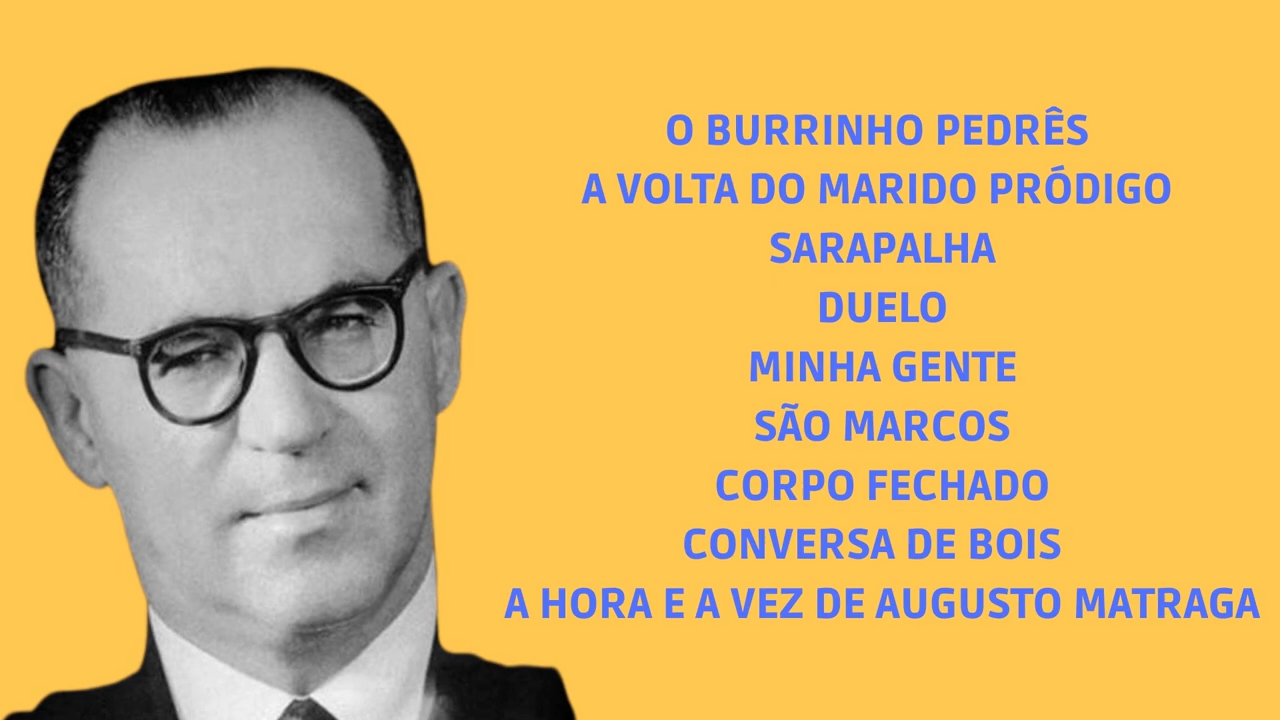 O BURRINHO PEDRÊS
A VOLTA DO MARIDO PRÓDIGO
SARAPALHA
DUELO
MINHA GENTE
SÃO MARCOS
CORPO FECHADO
CONVERSA DE BOIS
A HORA E A VEZ DE AUGUSTO MATRAGA